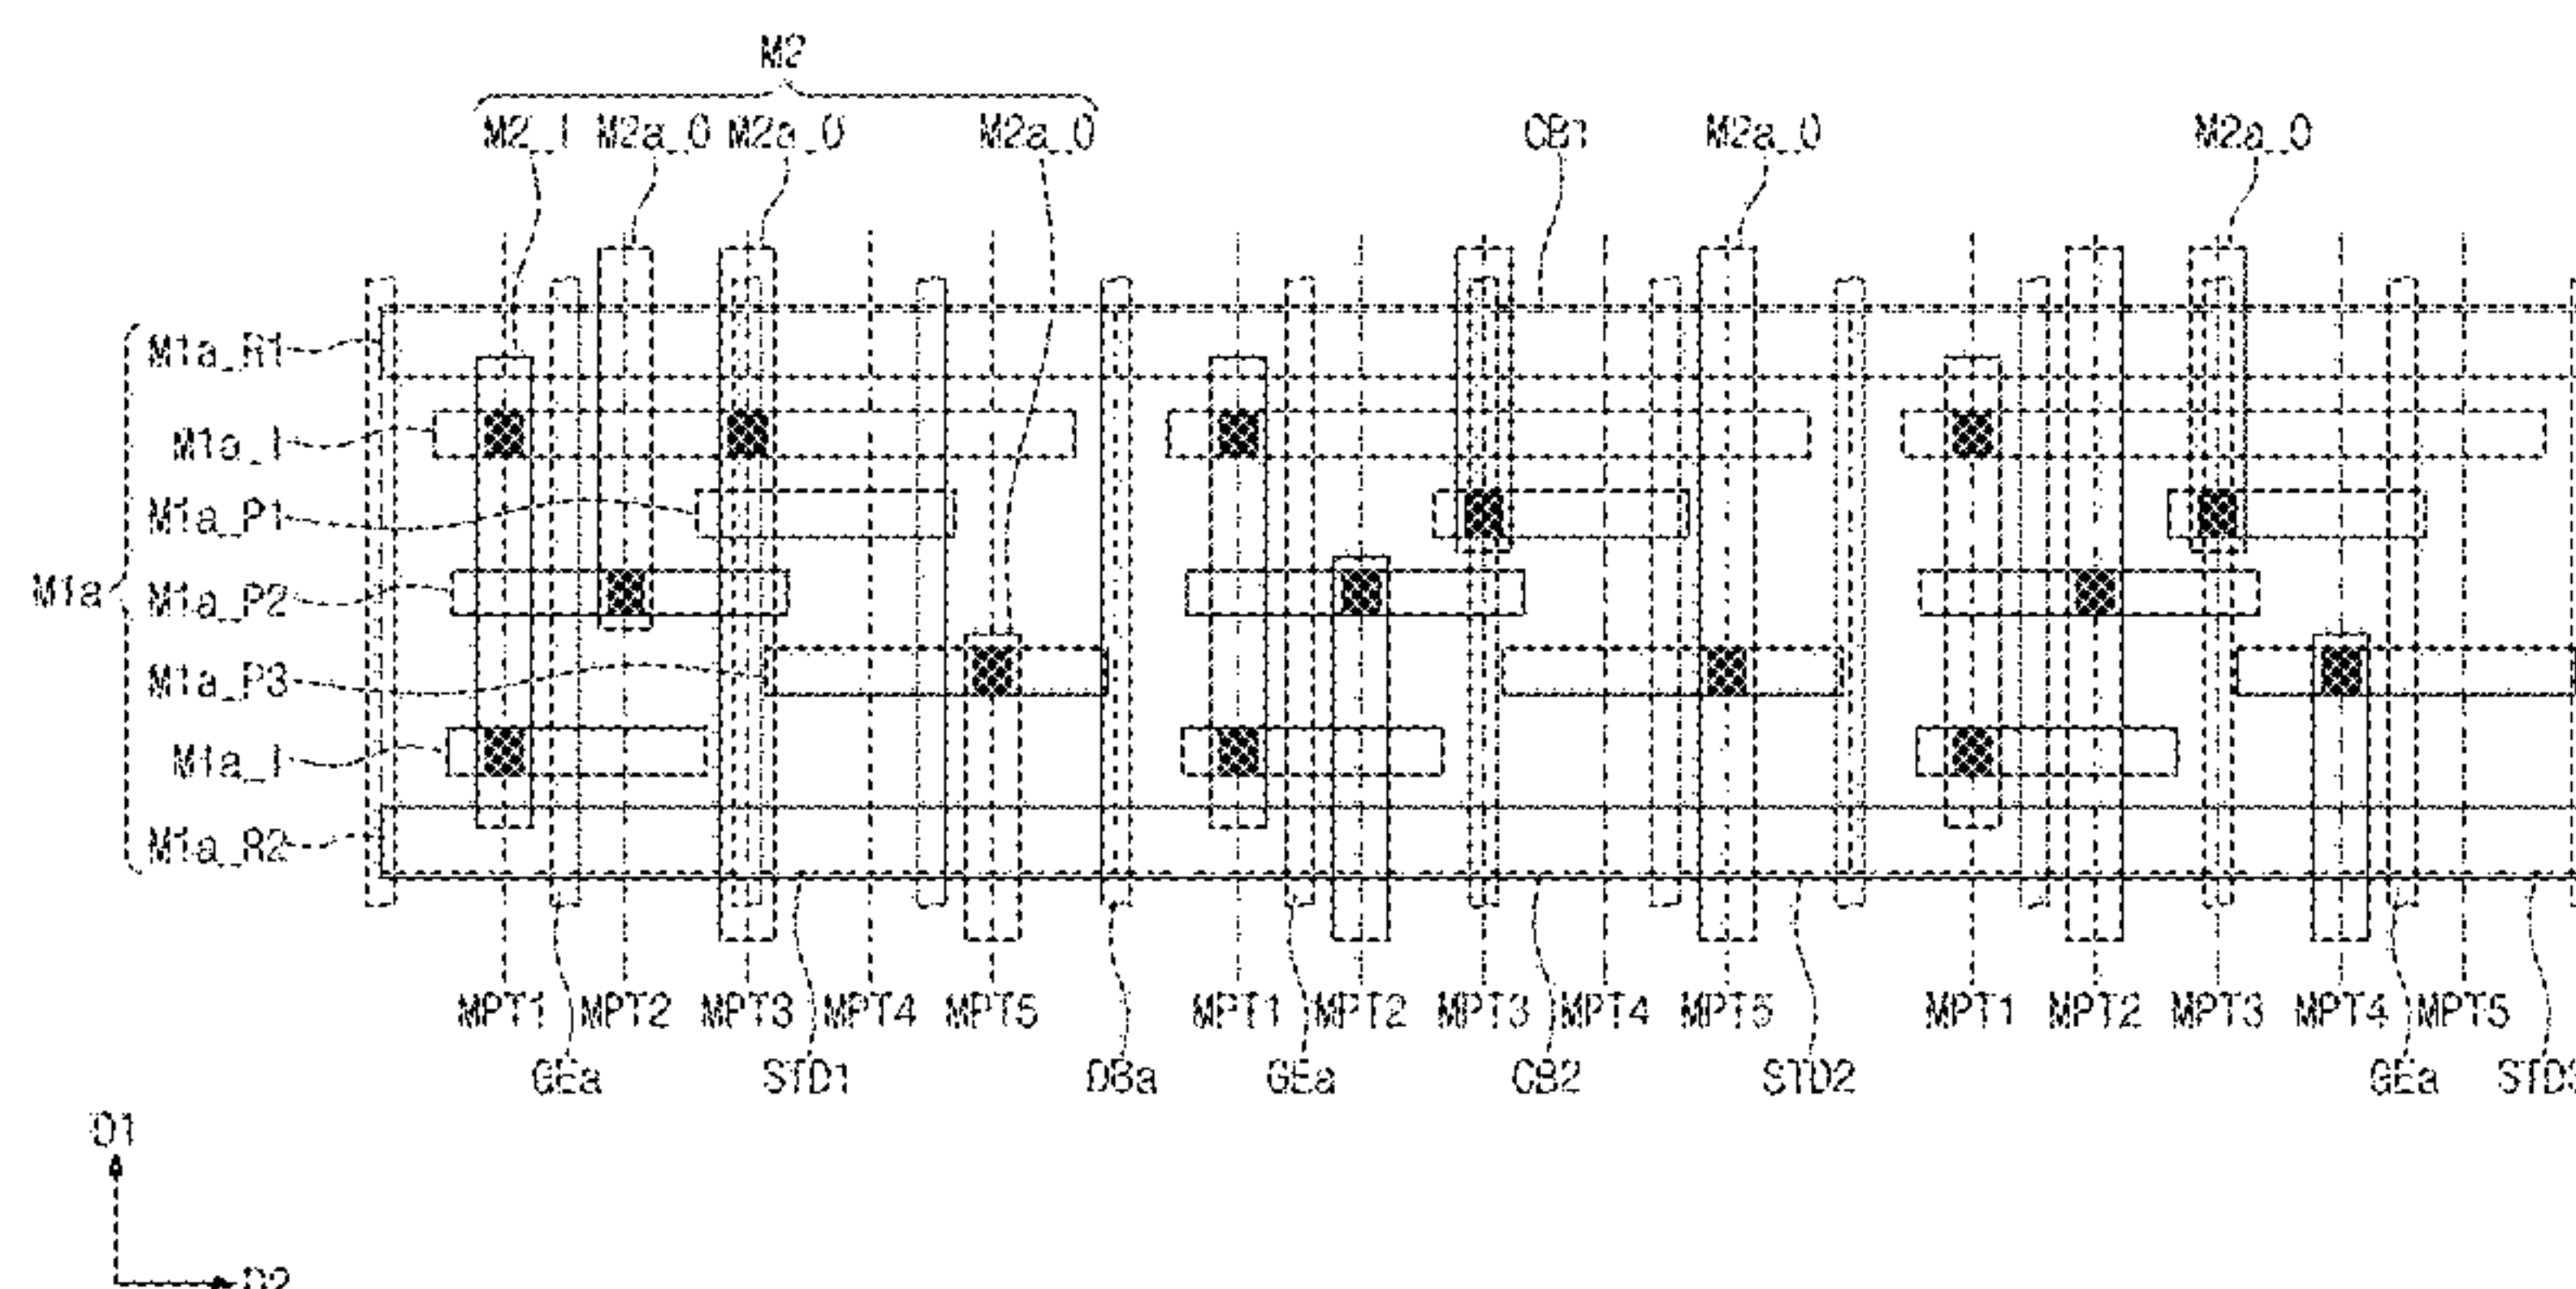 M2
M2_I M2a_O M2a_O M2a_O CB1 M2a_O M2a_O
M1a_R1
M1a_I
M1a_P1
M1a M1a_P2
M1a_P3
M1a_I
M1a_R2
MPT1 MPT2 MPT3 MPT4 MPT5 MPT1 MPT2 MPT3 MPT4 MPT5 MPT1 MPT2 MPT3 MPT4 MPT5
GEa STD1 DBa GEa CB2 STD2 GEa
D1
D2